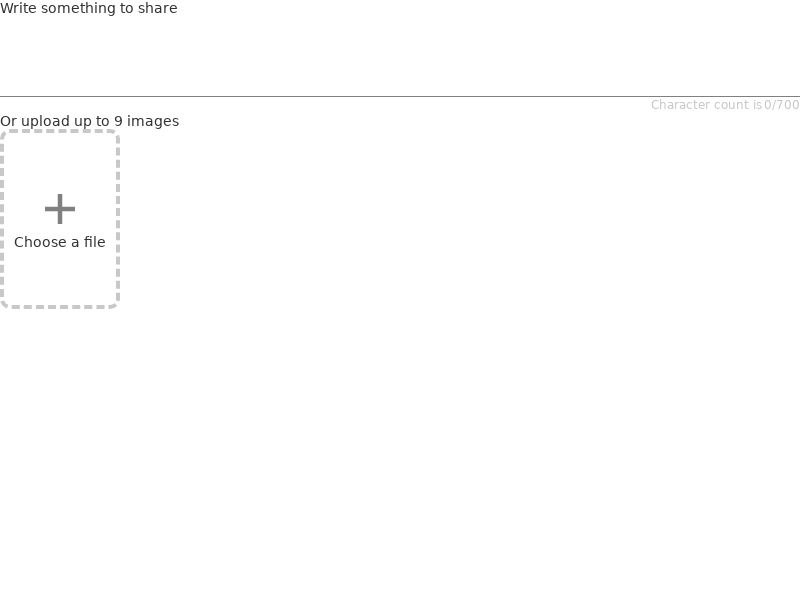 Write something to share
Character count is 0/700
Or upload up to 9 images
Choose a file